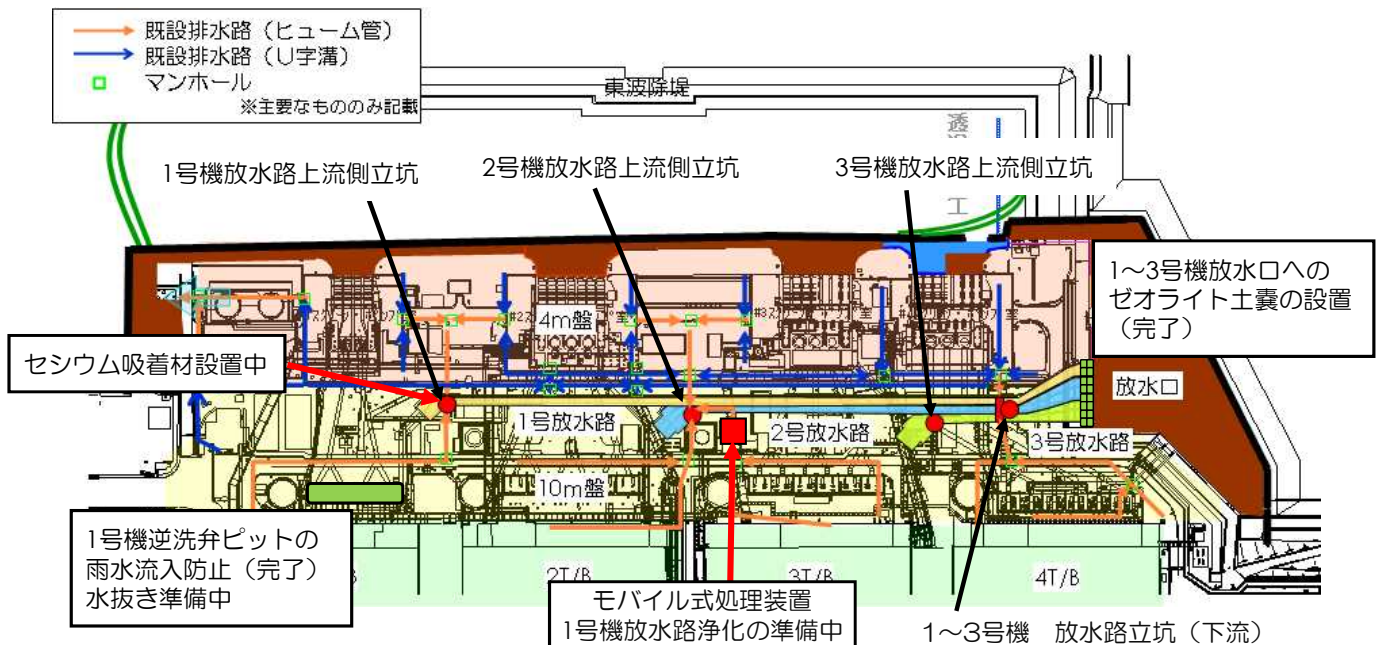 既設排水路（ヒューム管）
既設排水路（U字溝）
マンホール
※主要なもののみ記載
東波除堤
透
工
1号機放水路上流側立坑
2号機放水路上流側立坑
3号機放水路上流側立坑
1～3号機放水口への
ゼオライト土嚢の設置
（完了）
4m盤
セシウム吸着材設置中
放水口
1号放水路
2号放水路
3号放水路
10m盤
1号機逆洗弁ピットの
雨水流入防止（完了）
水抜き準備中
2T/B
3T/B
4T/B
モバイル式処理装置
1号機放水路浄化の準備中
1～3号機　放水路立坑（下流）